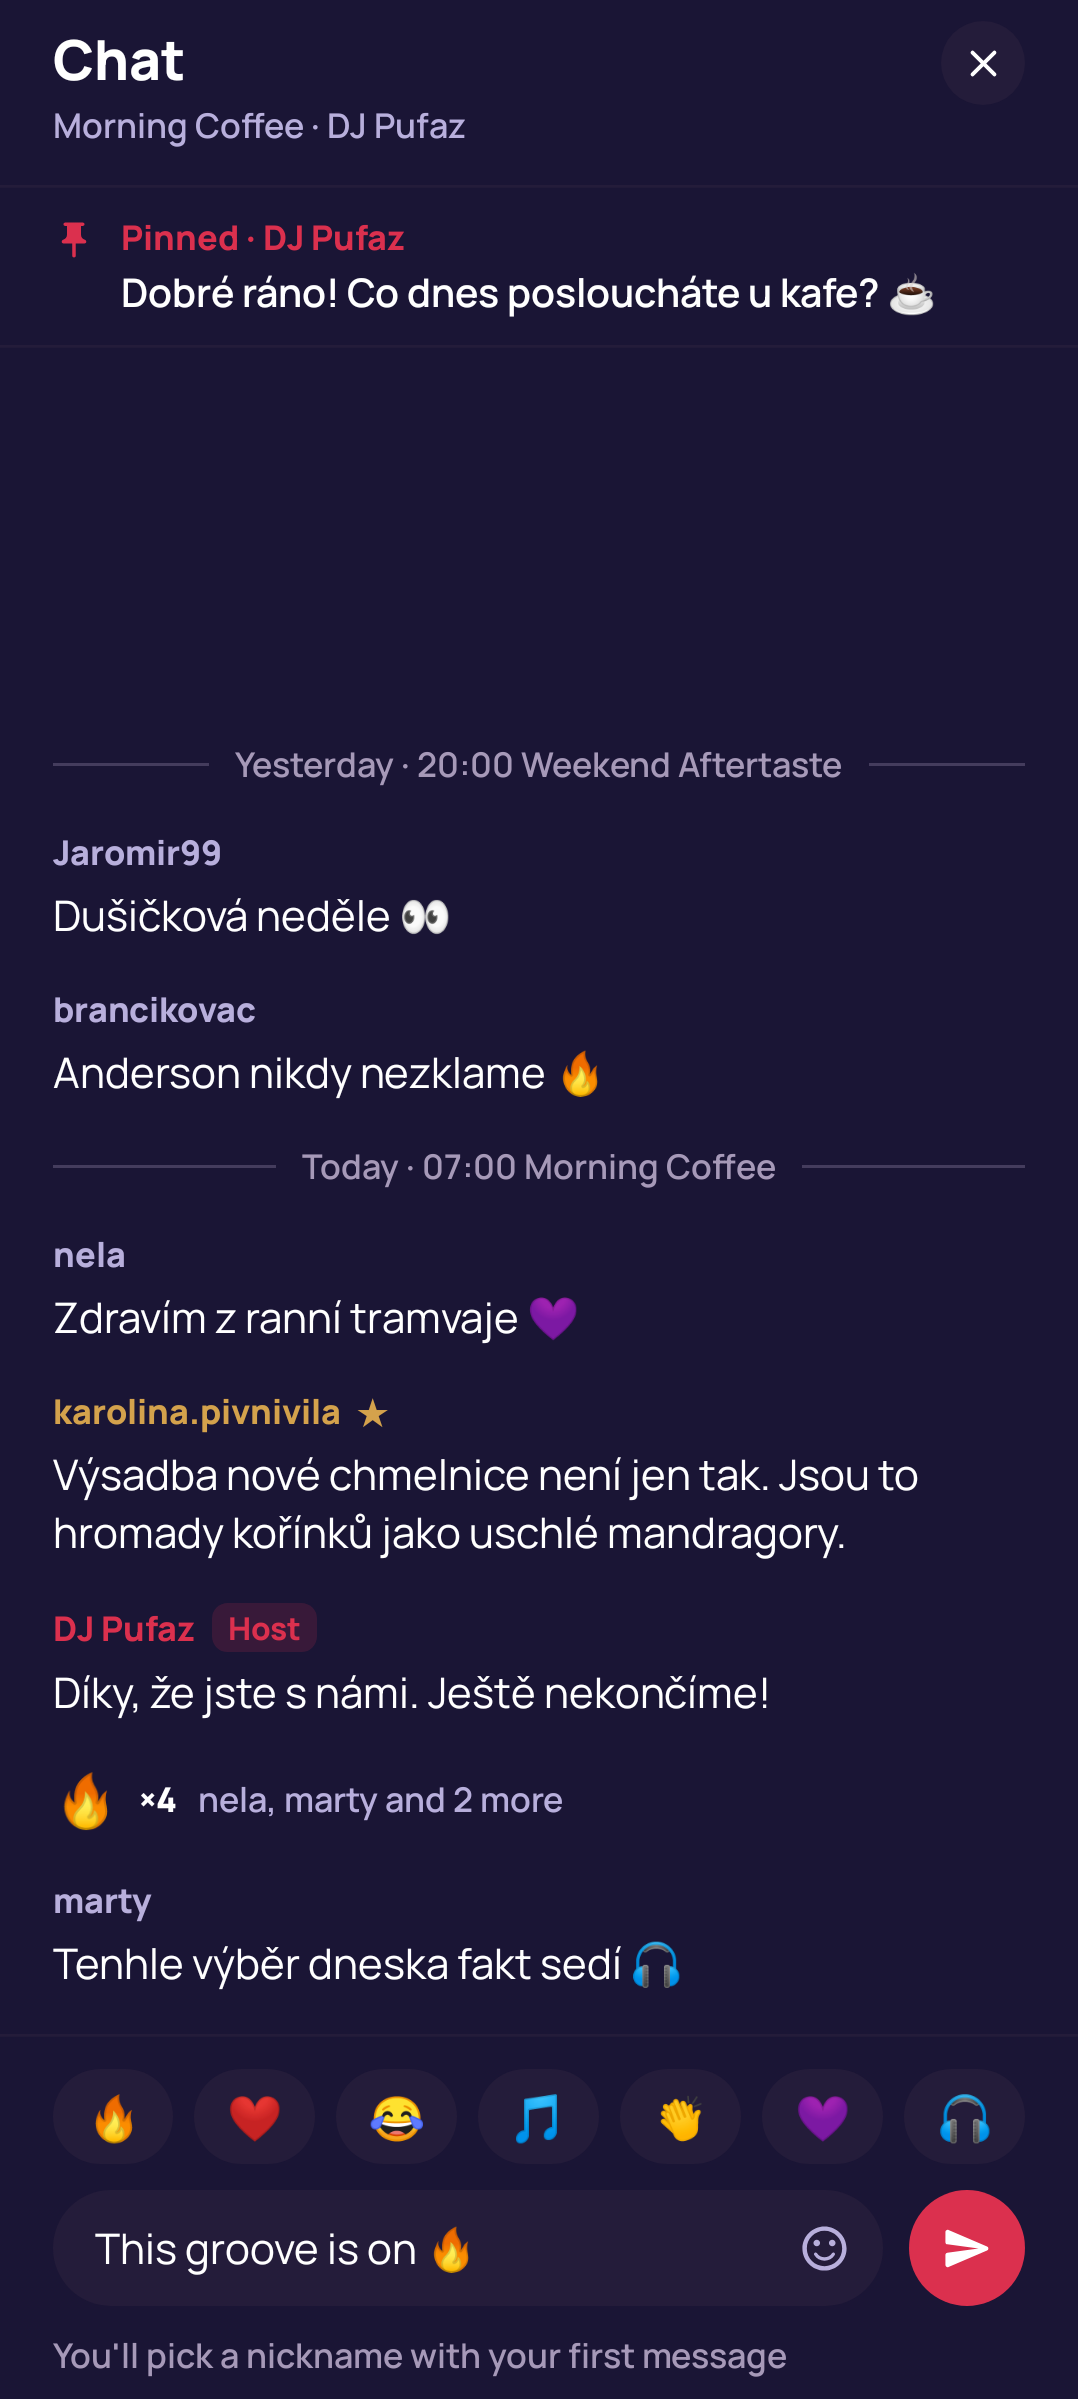 Chat
Morning Coffee · DJ Pufaz
Pinned · DJ Pufaz
Dobré ráno! Co dnes posloucháte u kafe? ☕
Yesterday · 20:00 Weekend Aftertaste
Jaromir99
Dušičková neděle 👀
brancikovac
Anderson nikdy nezklame 🔥
Today · 07:00 Morning Coffee
nela
Zdravím z ranní tramvaje 💜
karolina.pivnivila ★
Výsadba nové chmelnice není jen tak. Jsou to
hromady kořínků jako uschlé mandragory.
DJ Pufaz Host
Díky, že jste s námi. Ještě nekončíme!
🔥 ×4 nela, marty and 2 more
marty
Tenhle výběr dneska fakt sedí 🎧
🔥 ❤️ 😂 🎵 👏 💜 🎧
This groove is on 🔥
You'll pick a nickname with your first message